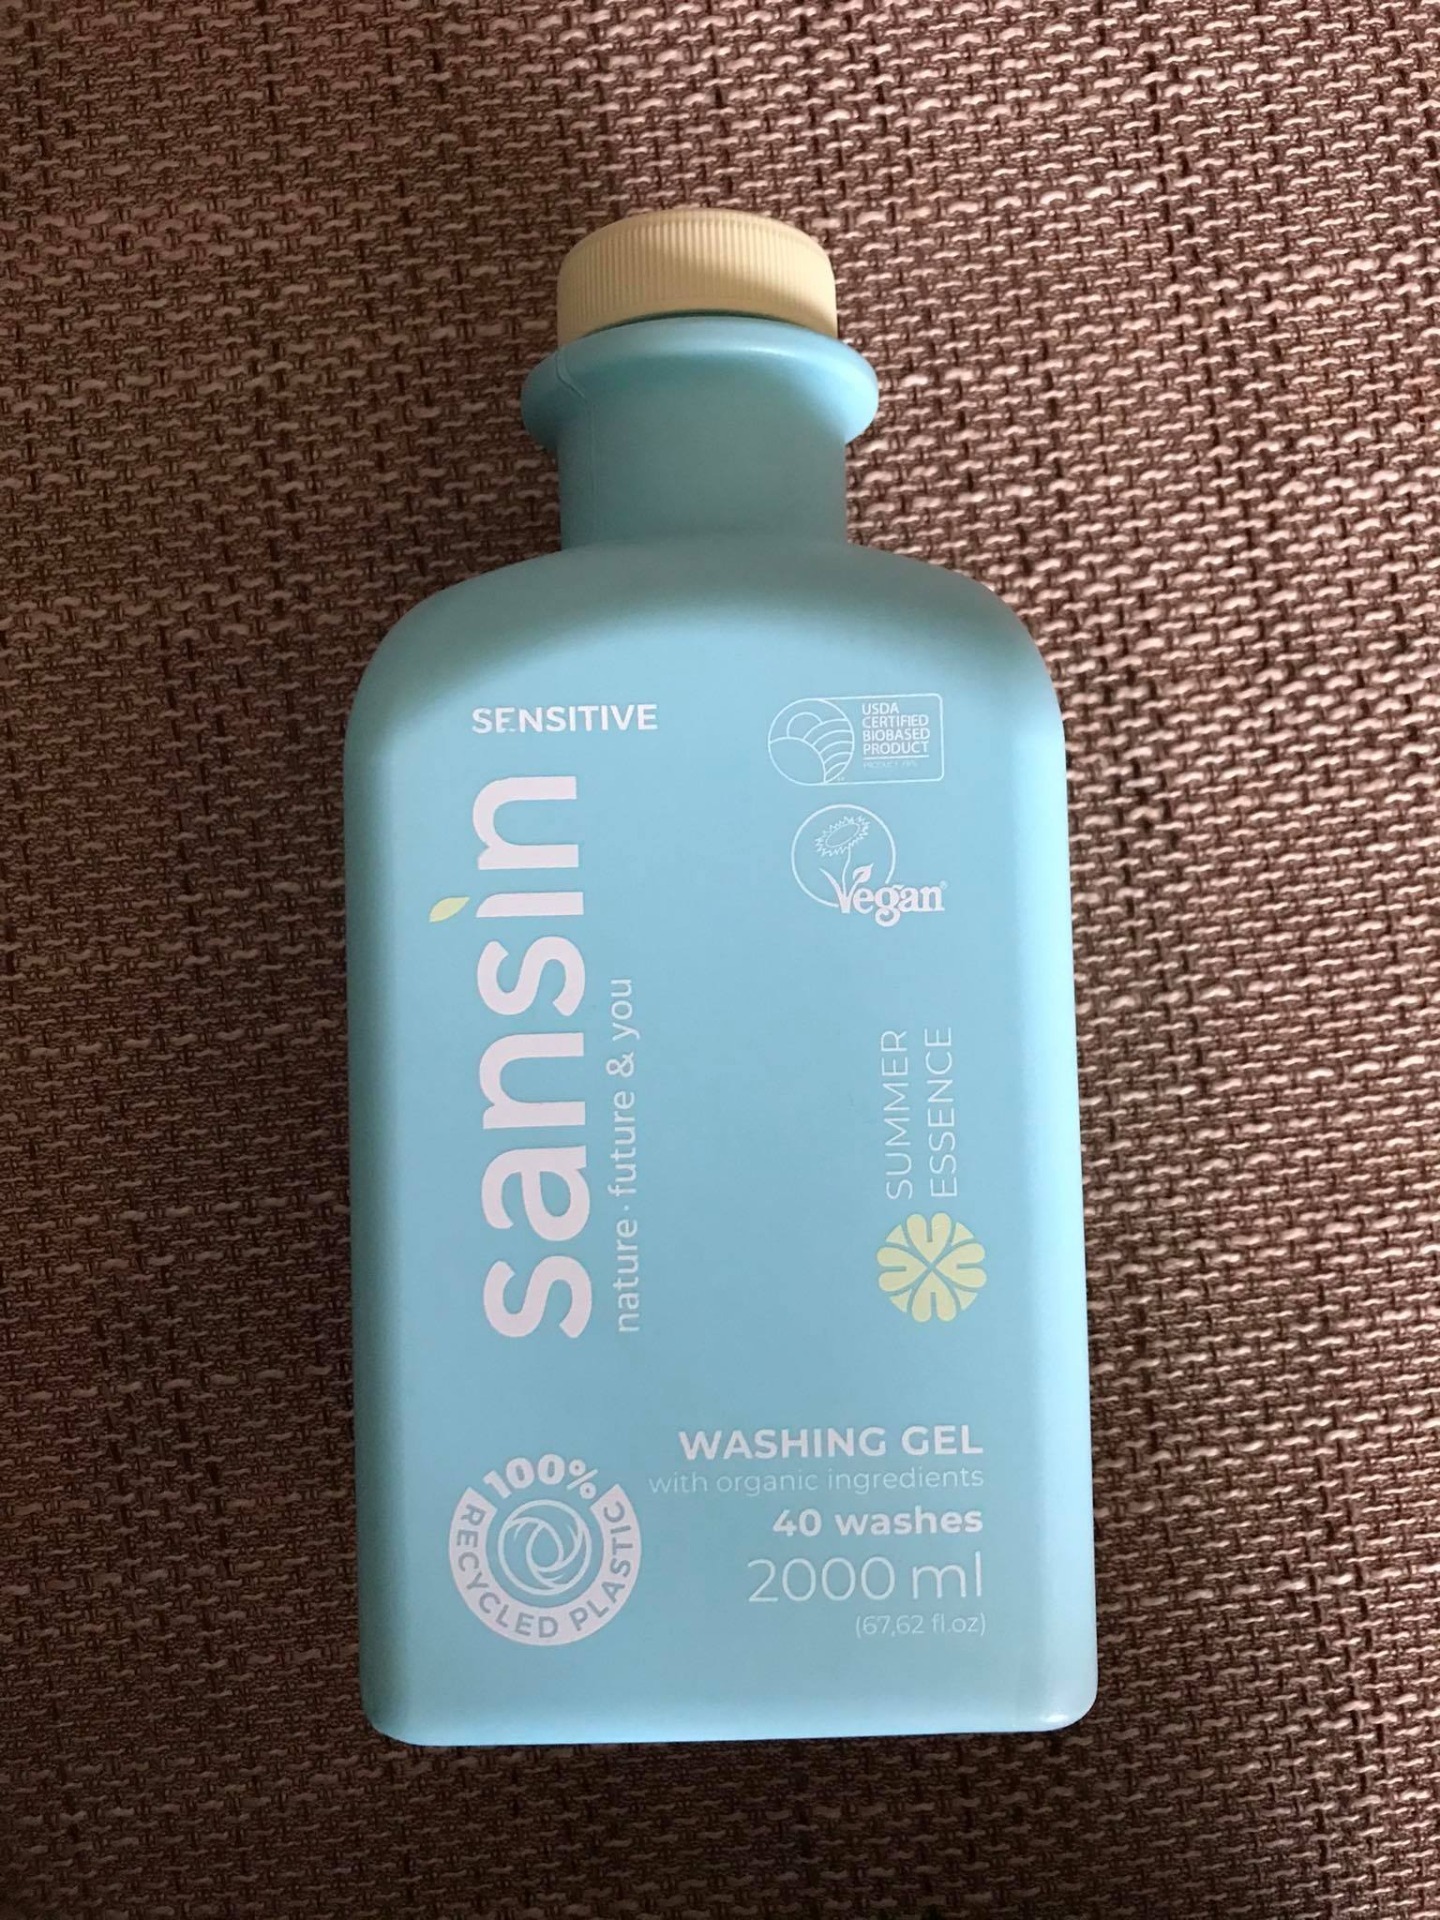 SENSITIVE
sansin
nature · future & you
USDA
CERTIFIED
BIOBASED
PRODUCT
Vegan
SUMMER
ESSENCE
100%
RECYCLED PLASTIC
WASHING GEL
with organic ingredients
40 washes
2000 ml
(67,62 fl.oz)